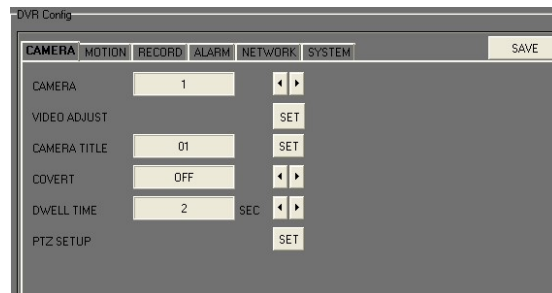 DVR Config
CAMERA MOTION RECORD ALARM NETWORK SYSTEM SAVE
CAMERA 1
VIDEO ADJUST SET
CAMERA TITLE 01 SET
COVERT OFF
DWELL TIME 2 SEC
PTZ SETUP SET